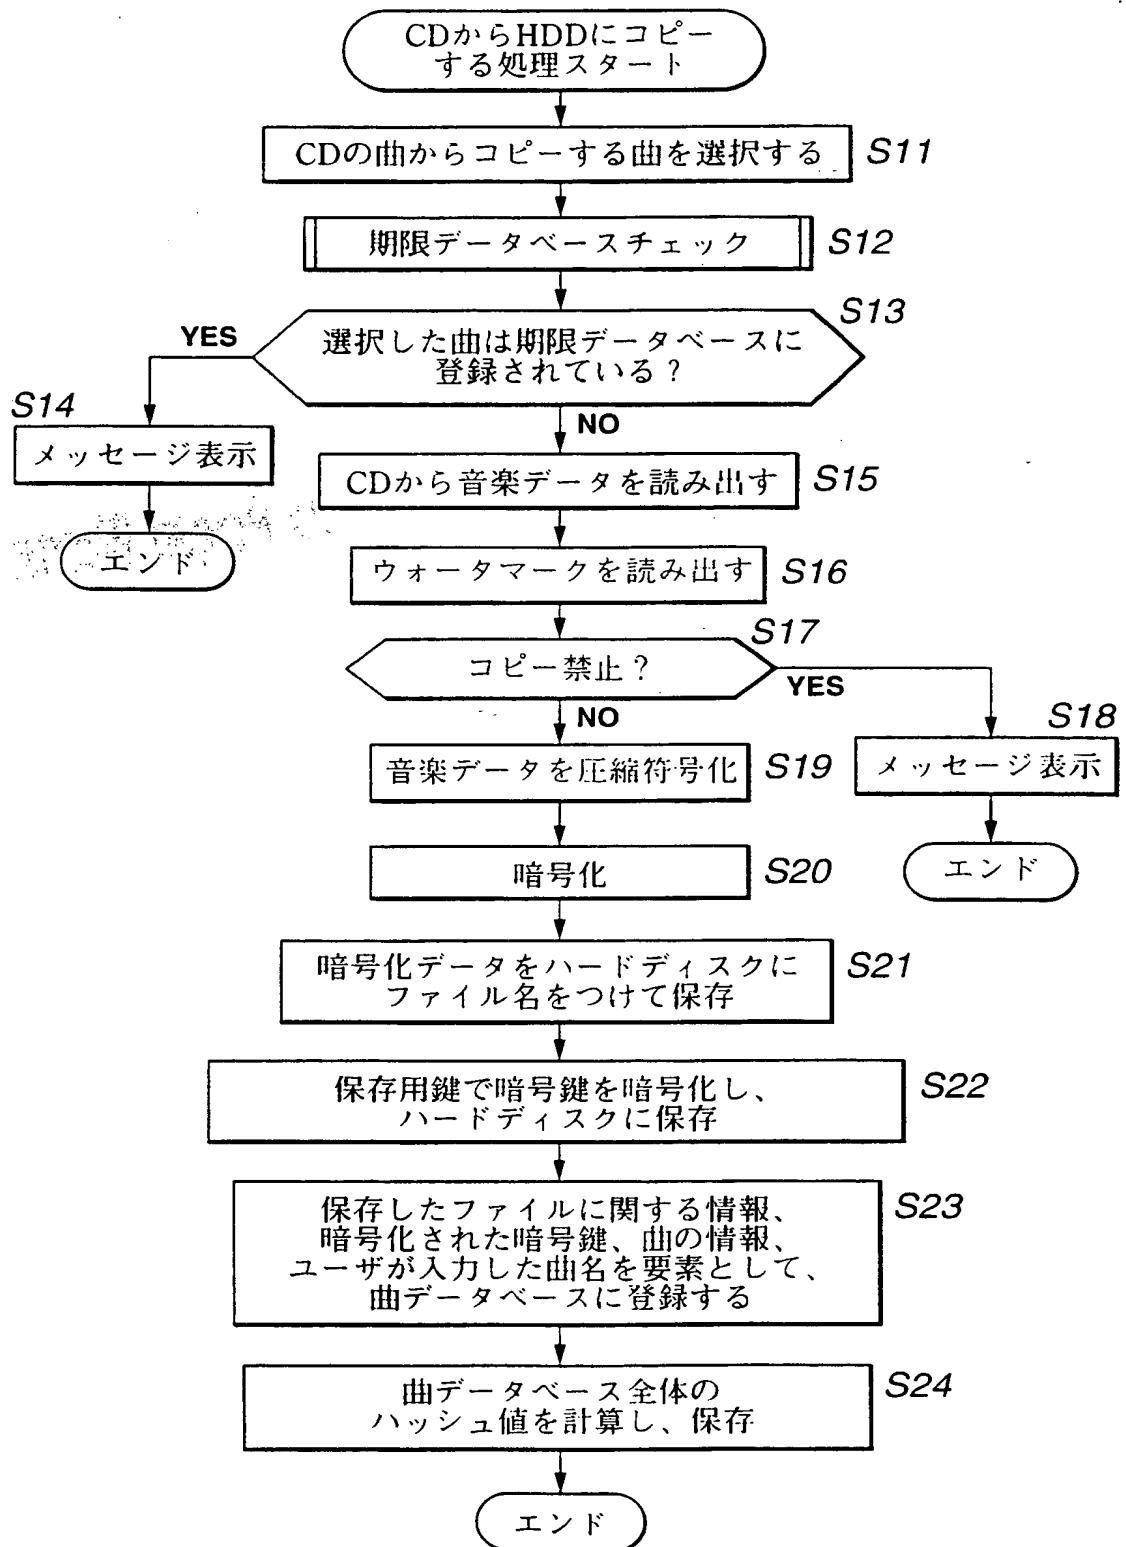 CDからHDDにコピー
する処理スタート
CDの曲からコピーする曲を選択する
S11
期限データベースチェック
S12
S13
YES
選択した曲は期限データベースに
登録されている?
S14
NO
メッセージ表示
CDから音楽データを読み出す
S15
エンド
ウォータマークを読み出す
S16
S17
コピー禁止?
YES
NO
S18
音楽データを圧縮符号化
S19
メッセージ表示
暗号化
S20
エンド
暗号化データをハードディスクに
ファイル名をつけて保存
S21
保存用鍵で暗号鍵を暗号化し、
ハードディスクに保存
S22
保存したファイルに関する情報、
暗号化された暗号鍵、曲の情報、
ユーザが入力した曲名を要素として、
曲データベースに登録する
S23
曲データベース全体の
ハッシュ値を計算し、保存
S24
エンド